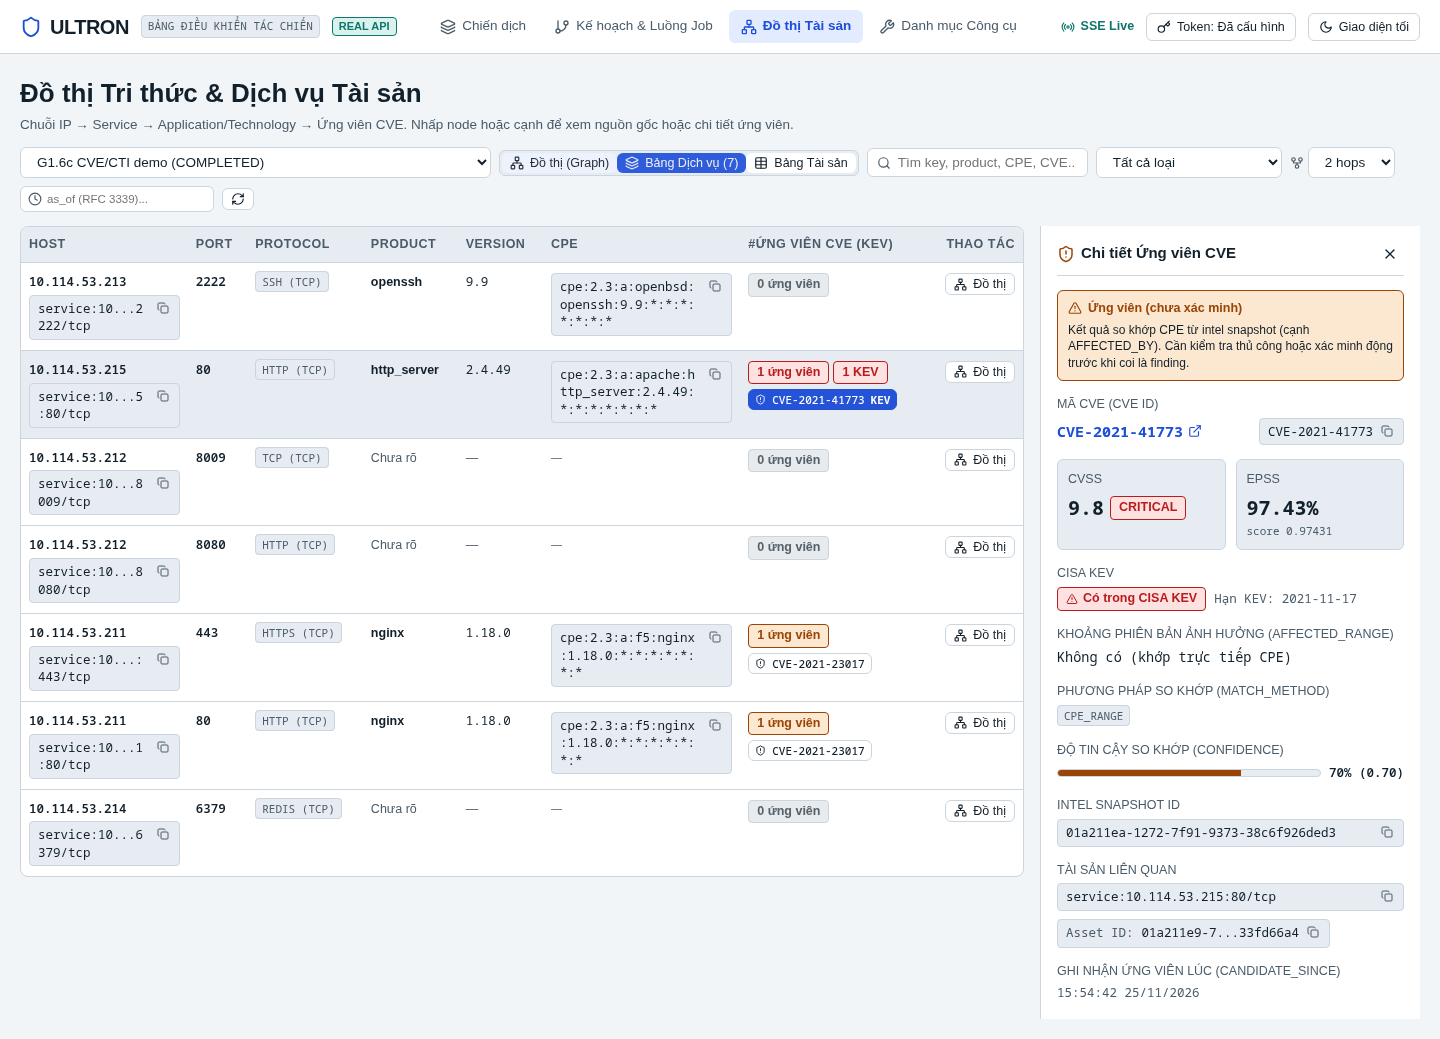 ULTRON BẢNG ĐIỀU KHIỂN TÁC CHIẾN REAL API Chiến dịch Kế hoạch & Luồng Job Đồ thị Tài sản Danh mục Công cụ SSE Live Token: Đã cấu hình Giao diện tối
Đồ thị Tri thức & Dịch vụ Tài sản
Chuỗi IP → Service → Application/Technology → Ứng viên CVE. Nhấp node hoặc cạnh để xem nguồn gốc hoặc chi tiết ứng viên.
G1.6c CVE/CTI demo (COMPLETED) Đồ thị (Graph) Bảng Dịch vụ (7) Bảng Tài sản Tìm key, product, CPE, CVE.. Tất cả loại 2 hops
as_of (RFC 3339)...
HOST PORT PROTOCOL PRODUCT VERSION CPE #ỨNG VIÊN CVE (KEV) THAO TÁC
10.114.53.213 2222 SSH (TCP) openssh 9.9 cpe:2.3:a:openbsd: 0 ứng viên Đồ thị
service:10...2 openssh:9.9:*:*:*:
222/tcp *:*:*:*
10.114.53.215 80 HTTP (TCP) http_server 2.4.49 cpe:2.3:a:apache:h 1 ứng viên 1 KEV Đồ thị
service:10...5 ttp_server:2.4.49: CVE-2021-41773 KEV
:80/tcp *:*:*:*:*:*:*
10.114.53.212 8009 TCP (TCP) Chưa rõ — — 0 ứng viên Đồ thị
service:10...8
009/tcp
10.114.53.212 8080 HTTP (TCP) Chưa rõ — — 0 ứng viên Đồ thị
service:10...8
080/tcp
10.114.53.211 443 HTTPS (TCP) nginx 1.18.0 cpe:2.3:a:f5:nginx 1 ứng viên Đồ thị
service:10...: :1.18.0:*:*:*:*:*: CVE-2021-23017
443/tcp *:*
10.114.53.211 80 HTTP (TCP) nginx 1.18.0 cpe:2.3:a:f5:nginx 1 ứng viên Đồ thị
service:10...1 :1.18.0:*:*:*:*:*: CVE-2021-23017
:80/tcp *:*
10.114.53.214 6379 REDIS (TCP) Chưa rõ — — 0 ứng viên Đồ thị
service:10...6
379/tcp
Chi tiết Ứng viên CVE
Ứng viên (chưa xác minh)
Kết quả so khớp CPE từ intel snapshot (cạnh
AFFECTED_BY). Cần kiểm tra thủ công hoặc xác minh động
trước khi coi là finding.
MÃ CVE (CVE ID)
CVE-2021-41773 CVE-2021-41773
CVSS EPSS
9.8 CRITICAL 97.43%
score 0.97431
CISA KEV
Có trong CISA KEV Hạn KEV: 2021-11-17
KHOẢNG PHIÊN BẢN ẢNH HƯỞNG (AFFECTED_RANGE)
Không có (khớp trực tiếp CPE)
PHƯƠNG PHÁP SO KHỚP (MATCH_METHOD)
CPE_RANGE
ĐỘ TIN CẬY SO KHỚP (CONFIDENCE)
70% (0.70)
INTEL SNAPSHOT ID
01a211ea-1272-7f91-9373-38c6f926ded3
TÀI SẢN LIÊN QUAN
service:10.114.53.215:80/tcp
Asset ID: 01a211e9-7...33fd66a4
GHI NHẬN ỨNG VIÊN LÚC (CANDIDATE_SINCE)
15:54:42 25/11/2026